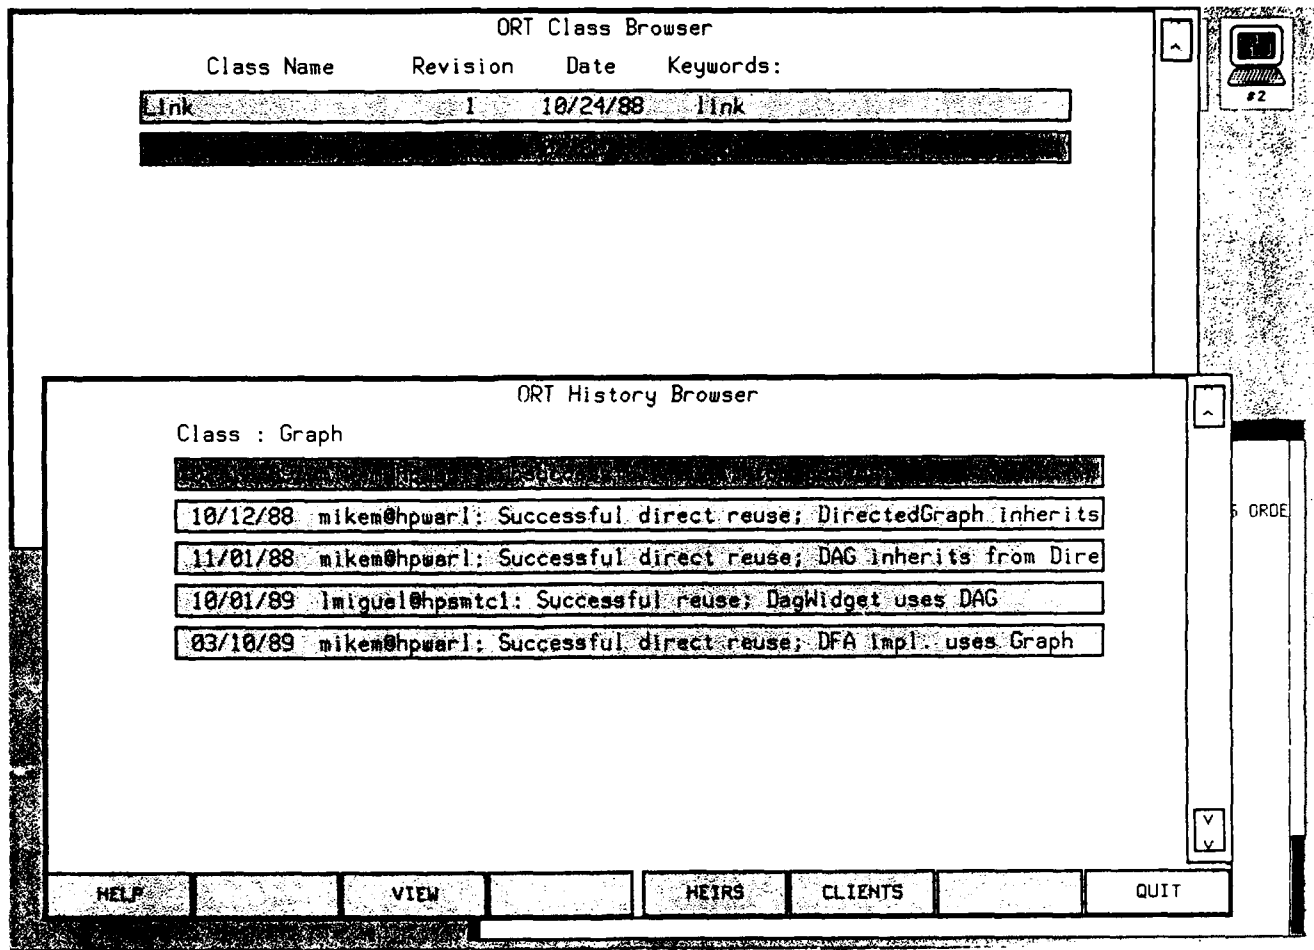 ORT Class Browser
Class Name Revision Date Keywords:
Link 1 10/24/88 link
#2
ORT History Browser
Class : Graph
10/12/88 mikem@hpwarl: Successful direct reuse; DirectedGraph inherits
11/01/88 mikem@hpwarl: Successful direct reuse; DAG inherits from Dire
10/01/89 lmiguel@hpsmtc1: Successful reuse; DagWidget uses DAG
03/10/89 mikem@hpwarl: Successful direct reuse; DFA impl. uses Graph
S ORDE
HELP VIEW HEIRS CLIENTS QUIT